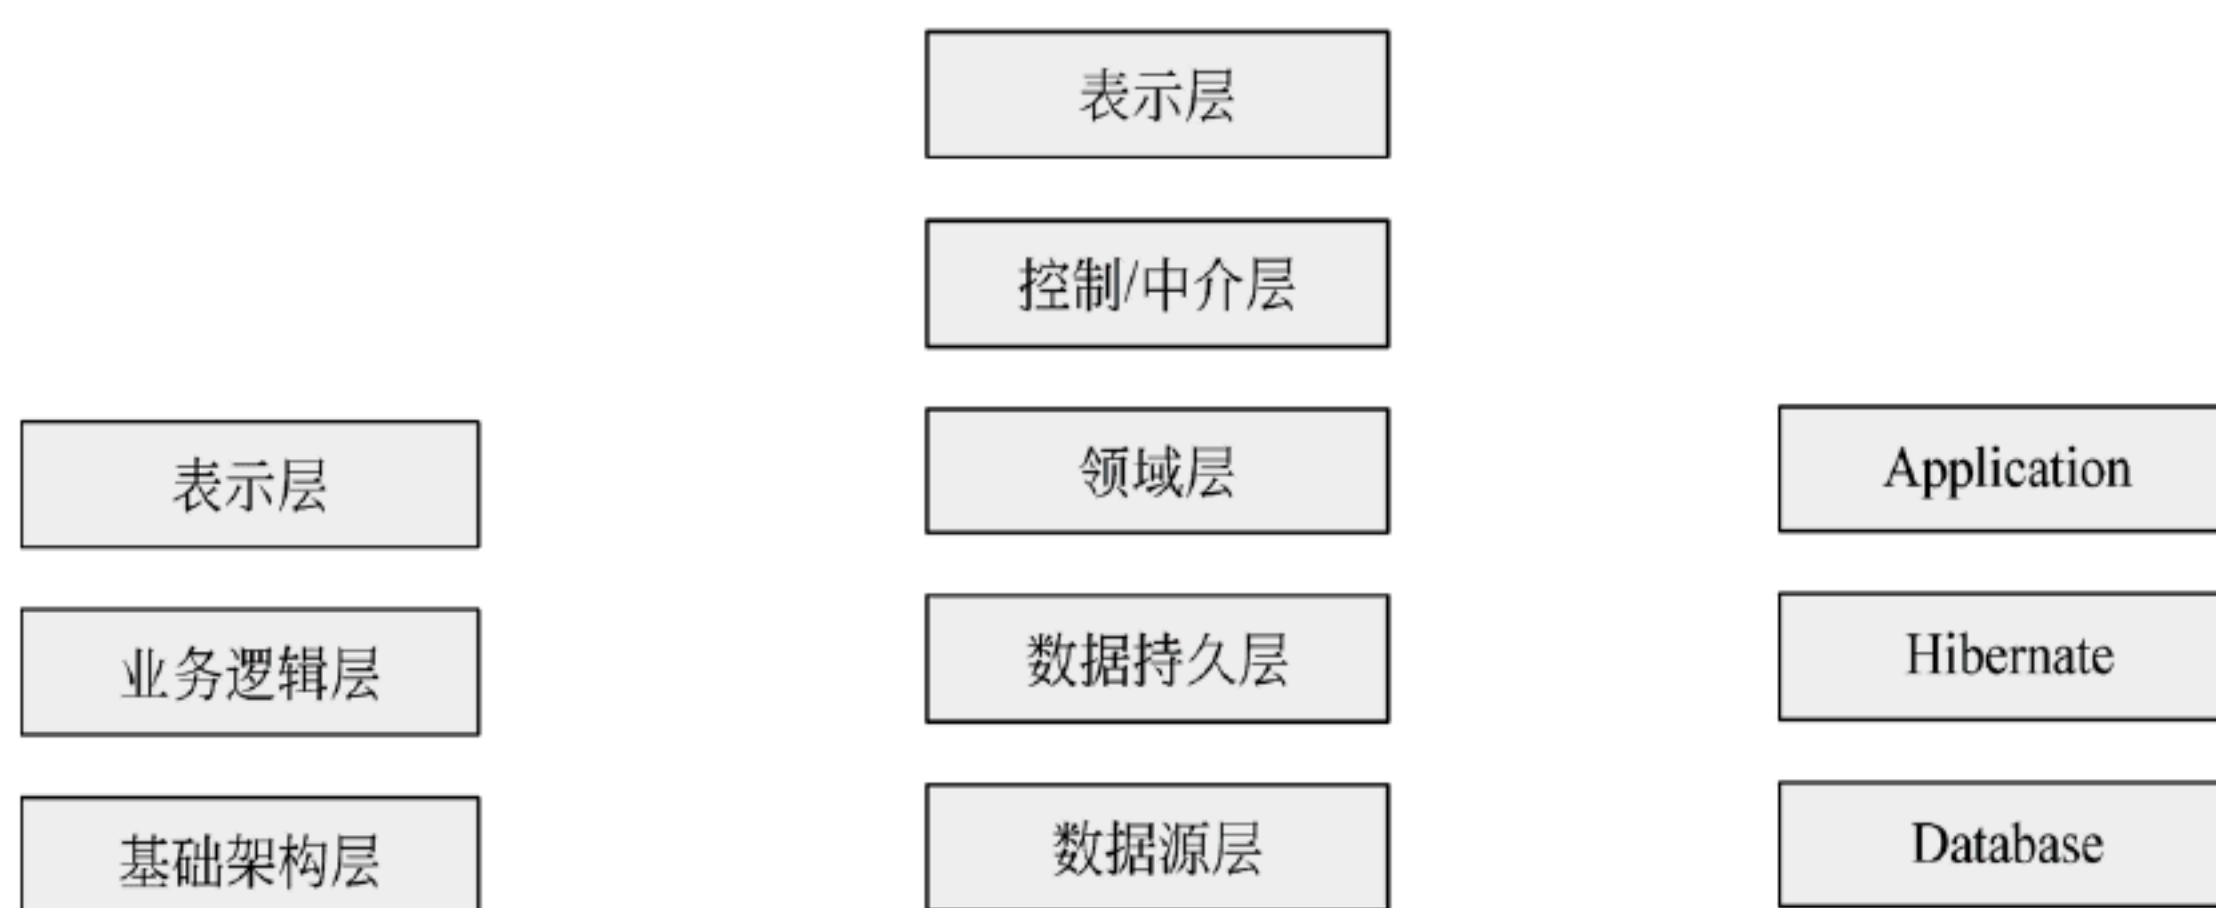 表示层
业务逻辑层
基础架构层
表示层
控制/中介层
领域层
数据持久层
数据源层
Application
Hibernate
Database